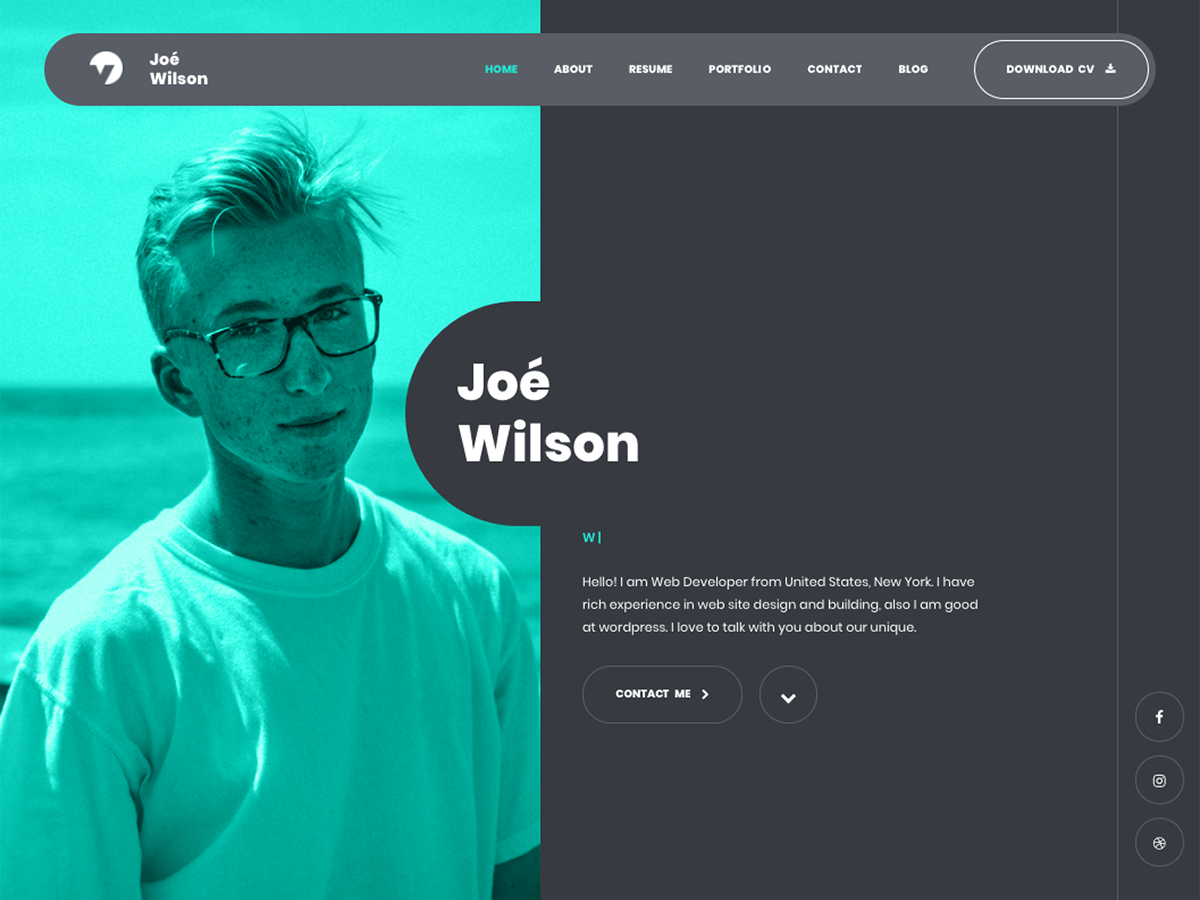 Joé
Wilson
HOME ABOUT RESUME PORTFOLIO CONTACT BLOG DOWNLOAD CV
Joé
Wilson
W|
Hello! I am Web Developer from United States, New York. I have
rich experience in web site design and building, also I am good
at wordpress. I love to talk with you about our unique.
CONTACT ME